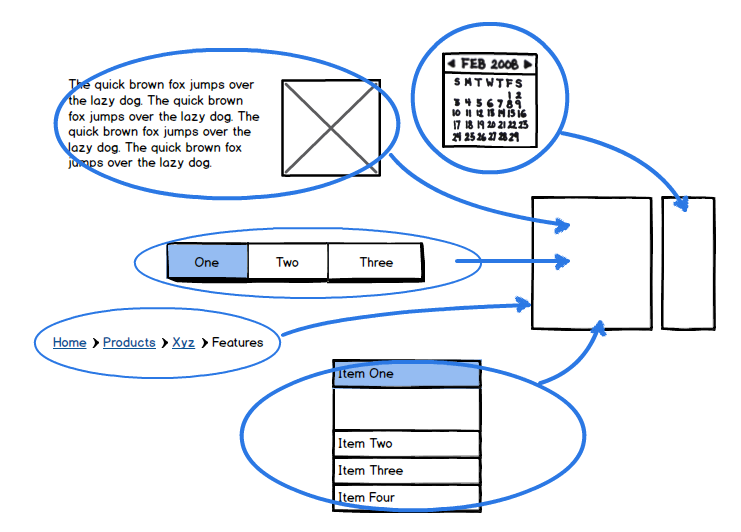 The quick brown fox jumps over
the lazy dog. The quick brown
fox jumps over the lazy dog. The
quick brown fox jumps over the
lazy dog. The quick brown fox
jumps over the lazy dog.
FEB 2008
S M T W T F S
1 2
3 4 5 6 7 8 9
10 11 12 13 14 15 16
17 18 19 20 21 22 23
24 25 26 27 28 29
One Two Three
Home Products Xyz Features
Item One
Item Two
Item Three
Item Four